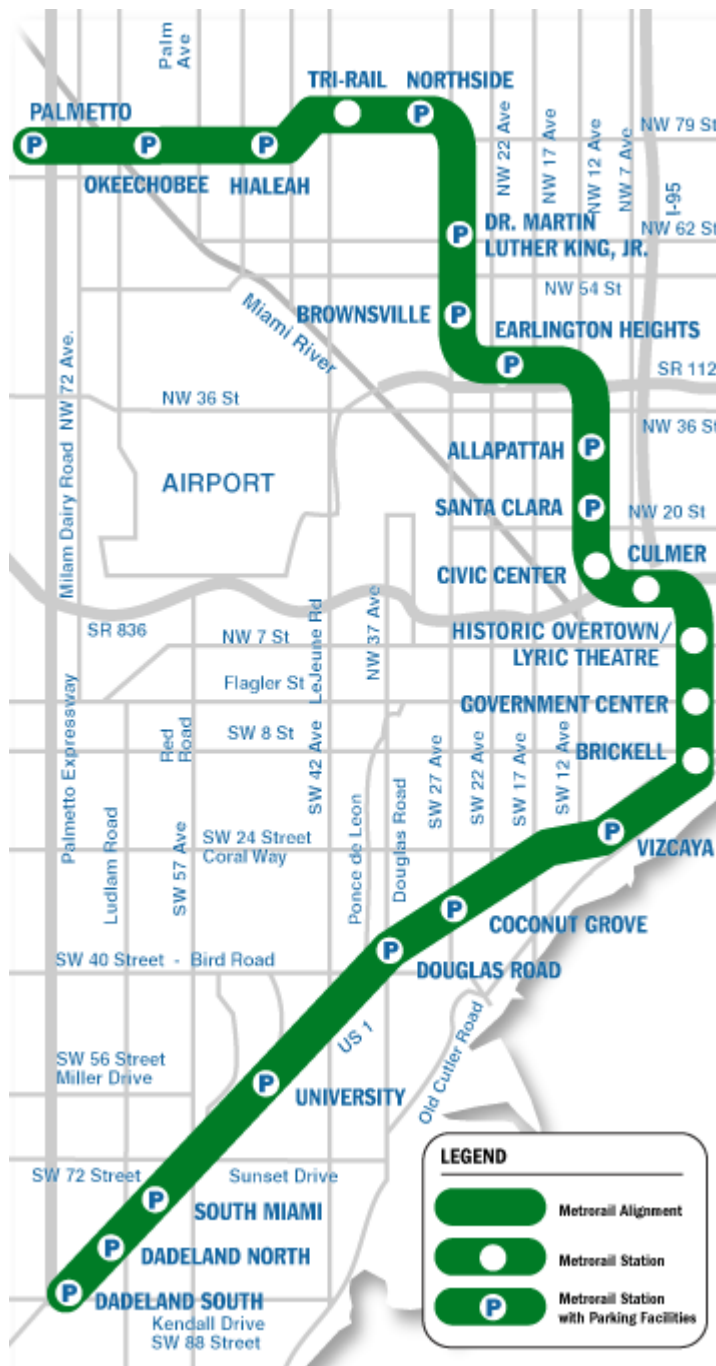 Palm
Ave
TRI-RAIL
NORTHSIDE
PALMETTO
P
P
P
P
OKEECHOBEE
HIALEAH
NW 22 Ave
NW 17 Ave
NW 12 Ave
NW 7 Ave
I-95
NW 79 St
P
DR. MARTIN
LUTHER KING, JR.
NW 62 St
NW 54 St
Miami River
BROWNSVILLE
P
EARLINGTON HEIGHTS
P
SR 112
NW 72 Ave.
NW 36 St
NW 36 St
ALLAPATTAH
P
AIRPORT
SANTA CLARA
P
NW 20 St
Milam Dairy Road
CIVIC CENTER
CULMER
SR 836
NW 7 St
LeJeune Rd
NW 37 Ave
HISTORIC OVERTOWN/
LYRIC THEATRE
Flagler St
GOVERNMENT CENTER
Red
Road
SW 8 St
SW 42 Ave
BRICKELL
Palmetto Expressway
Ludlam Road
SW 57 Ave
SW 24 Street
Coral Way
Ponce de Leon
Douglas Road
SW 27 Ave
SW 22 Ave
SW 17 Ave
SW 12 Ave
P
VIZCAYA
P
COCONUT GROVE
P
DOUGLAS ROAD
SW 40 Street - Bird Road
US 1
Old Cutler Road
SW 56 Street
Miller Drive
P
UNIVERSITY
SW 72 Street
Sunset Drive
P
SOUTH MIAMI
P
DADELAND NORTH
P
DADELAND SOUTH
Kendall Drive
SW 88 Street
LEGEND
Metrorail Alignment
Metrorail Station
P
Metrorail Station
with Parking Facilities